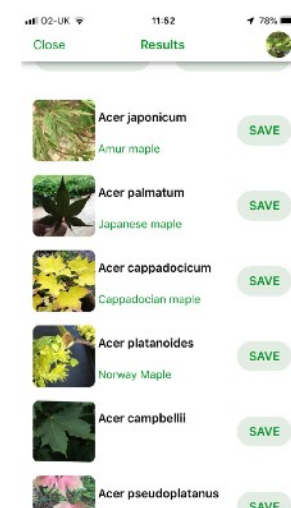 O2-UK 11:52 78%
Close Results
Acer japonicum
Amur maple
SAVE
Acer palmatum
Japanese maple
SAVE
Acer cappadocicum
Cappadocian maple
SAVE
Acer platanoides
Norway Maple
SAVE
Acer campbellii
SAVE
Acer pseudoplatanus
SAVE